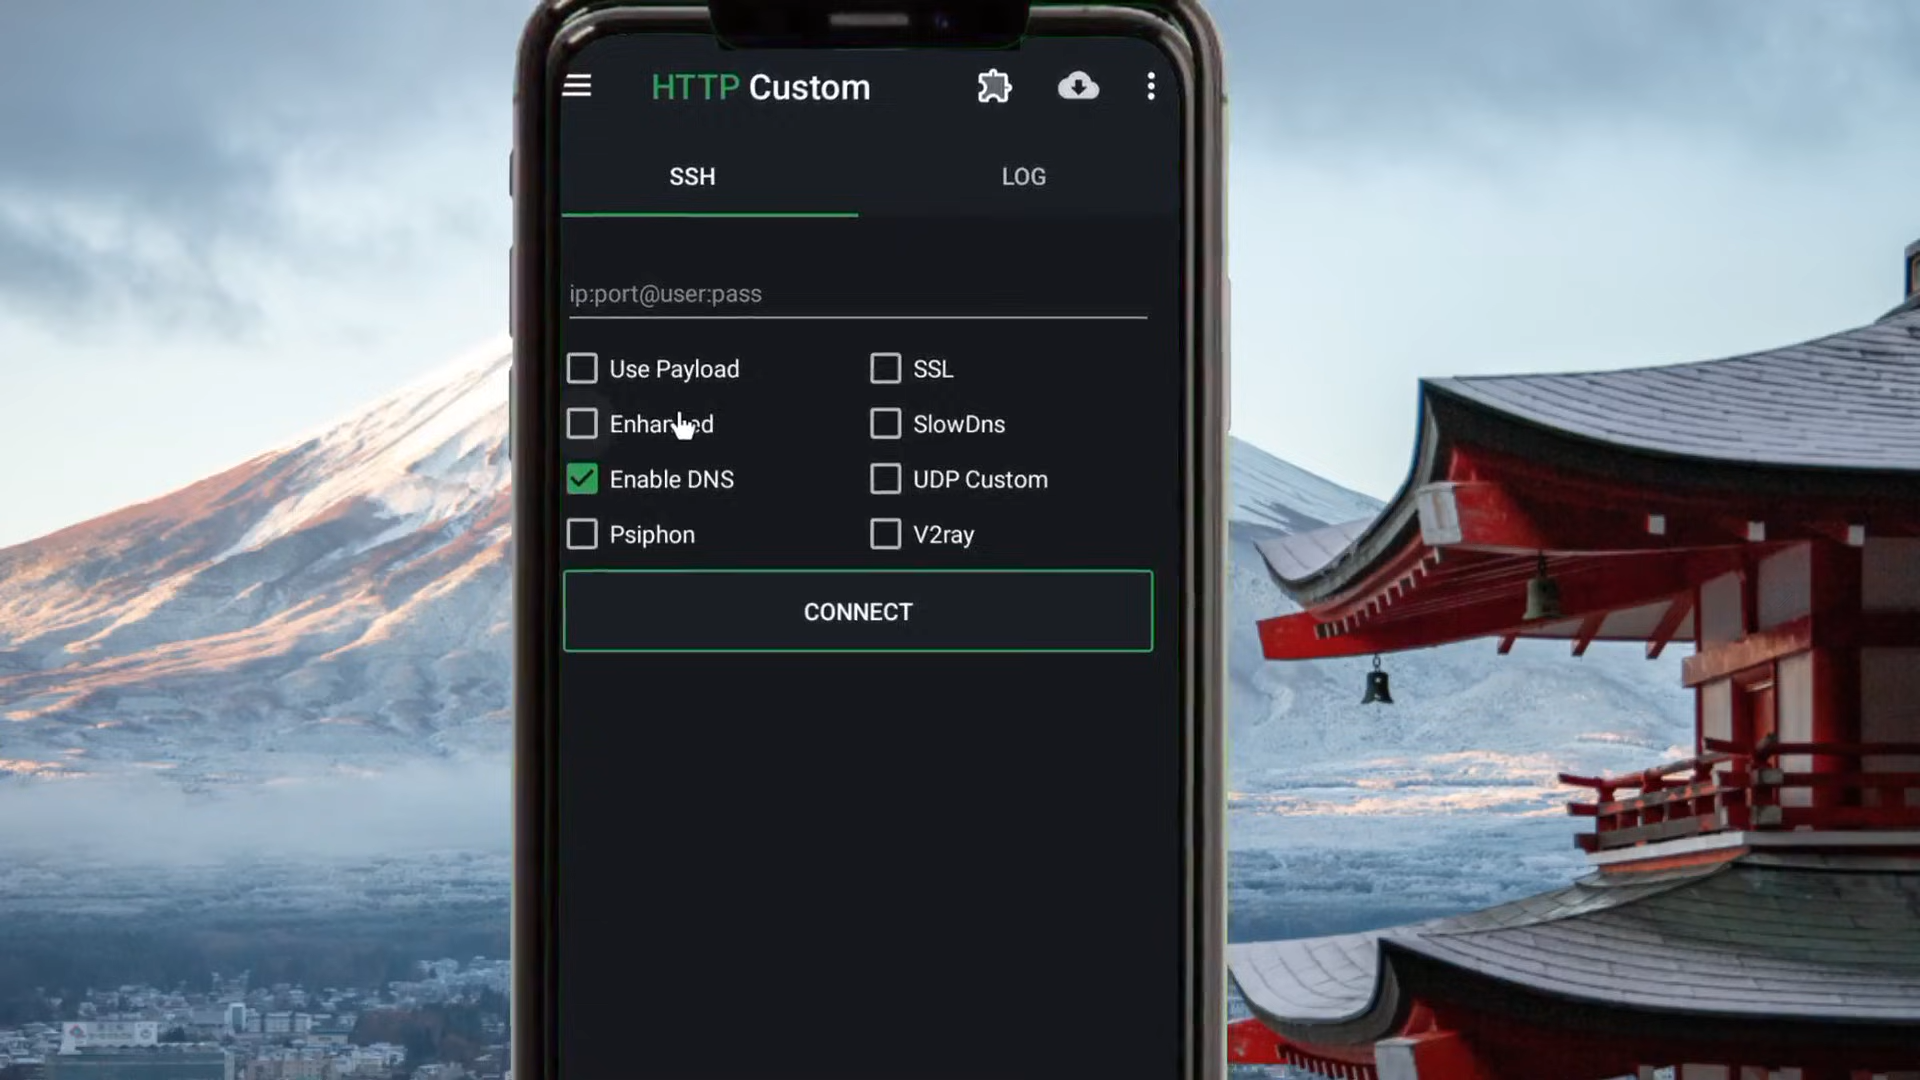 HTTP Custom
SSH LOG
ip:port@user:pass
Use Payload SSL
Enhanced SlowDns
Enable DNS UDP Custom
Psiphon V2ray
CONNECT